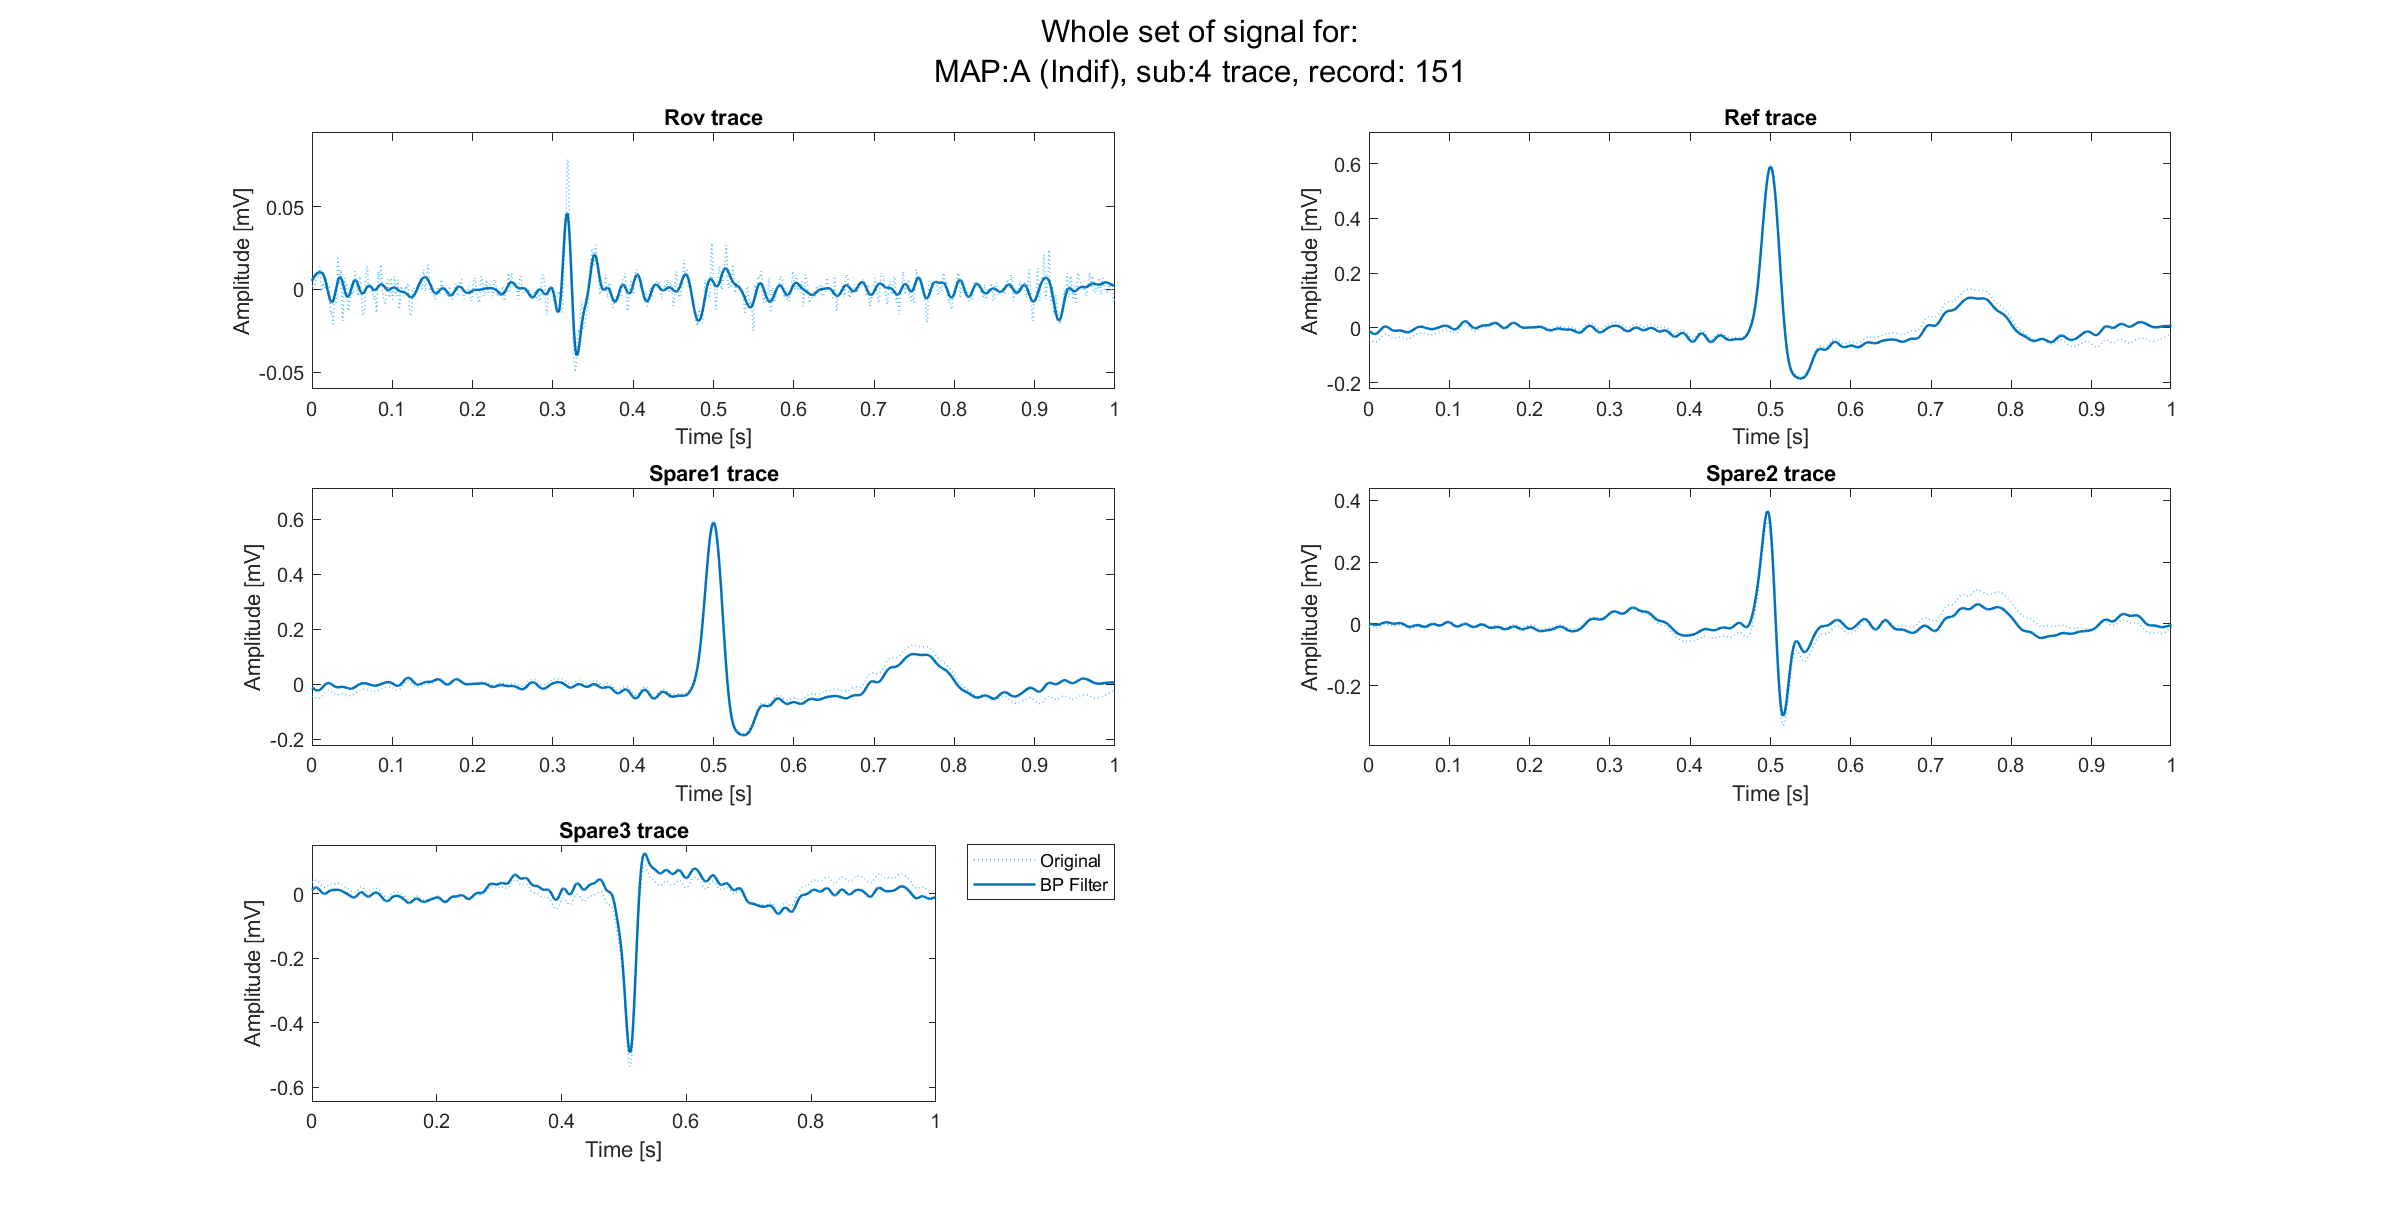 Whole set of signal for:
MAP:A (Indif), sub:4 trace, record: 151
Rov trace
Amplitude [mV]
0.05
0
-0.05
0 0.1 0.2 0.3 0.4 0.5 0.6 0.7 0.8 0.9 1
Time [s]
Ref trace
Amplitude [mV]
0.6
0.4
0.2
0
-0.2
0 0.1 0.2 0.3 0.4 0.5 0.6 0.7 0.8 0.9 1
Time [s]
Spare1 trace
Amplitude [mV]
0.6
0.4
0.2
0
-0.2
0 0.1 0.2 0.3 0.4 0.5 0.6 0.7 0.8 0.9 1
Time [s]
Spare2 trace
Amplitude [mV]
0.4
0.2
0
-0.2
0 0.1 0.2 0.3 0.4 0.5 0.6 0.7 0.8 0.9 1
Time [s]
Spare3 trace
Amplitude [mV]
0
-0.2
-0.4
-0.6
0 0.2 0.4 0.6 0.8 1
Time [s]
Original
BP Filter